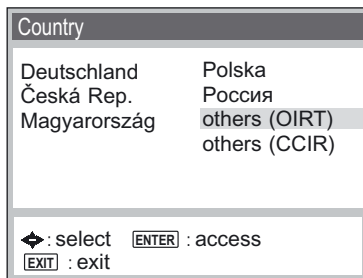 Country
Deutschland
Česká Rep.
Magyarország
Polska
Россия
others (OIRT)
others (CCIR)
: select ENTER : access
EXIT : exit